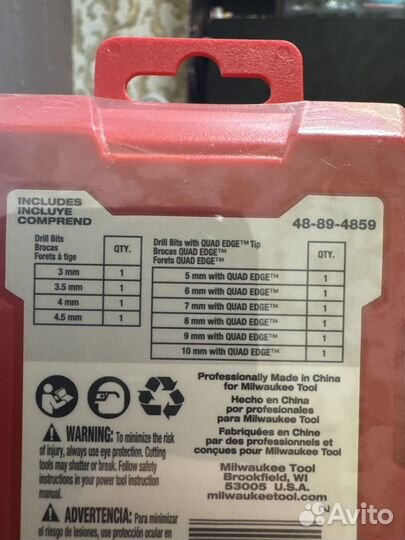 INCLUDES
INCLUYE
COMPREND
48-89-4859
Drill Bits
Brocas
Forets à tige
QTY.
3 mm 1
3.5 mm 1
4 mm 1
4.5 mm 1
Drill Bits with QUAD EDGE™ Tip
Brocas QUAD EDGE™
Forets QUAD EDGE™
QTY.
5 mm with QUAD EDGE™ 1
6 mm with QUAD EDGE™ 1
7 mm with QUAD EDGE™ 1
8 mm with QUAD EDGE™ 1
9 mm with QUAD EDGE™ 1
10 mm with QUAD EDGE™ 1
Professionally Made in China
for Milwaukee Tool
Hecho en China
por profesionales
para Milwaukee Tool
Fabriquées en China
par des professionnels et
conçues pour Milwaukee Tool
Milwaukee Tool
Brookfield, WI
53005 U.S.A.
milwaukeetool.com
WARNING: To minimize the risk
of injury, always use eye protection. Cutting
tools may shatter or break. Follow safety
instructions in your power tool instruction
manual.
ADVERTENCIA: Para minimizar
el riesgo de lesiones, use protección ocular en
Avito